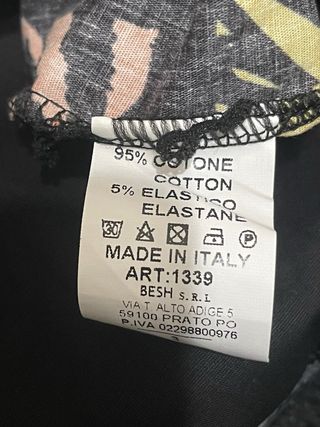 95% COTONE
COTTON
5% ELASTICO
ELASTANE
30 P
MADE IN ITALY
ART:1339
BESH S.R.L
VIA T. ALTO ADIGE 5
59100 PRATO PO
P.IVA 02298800976